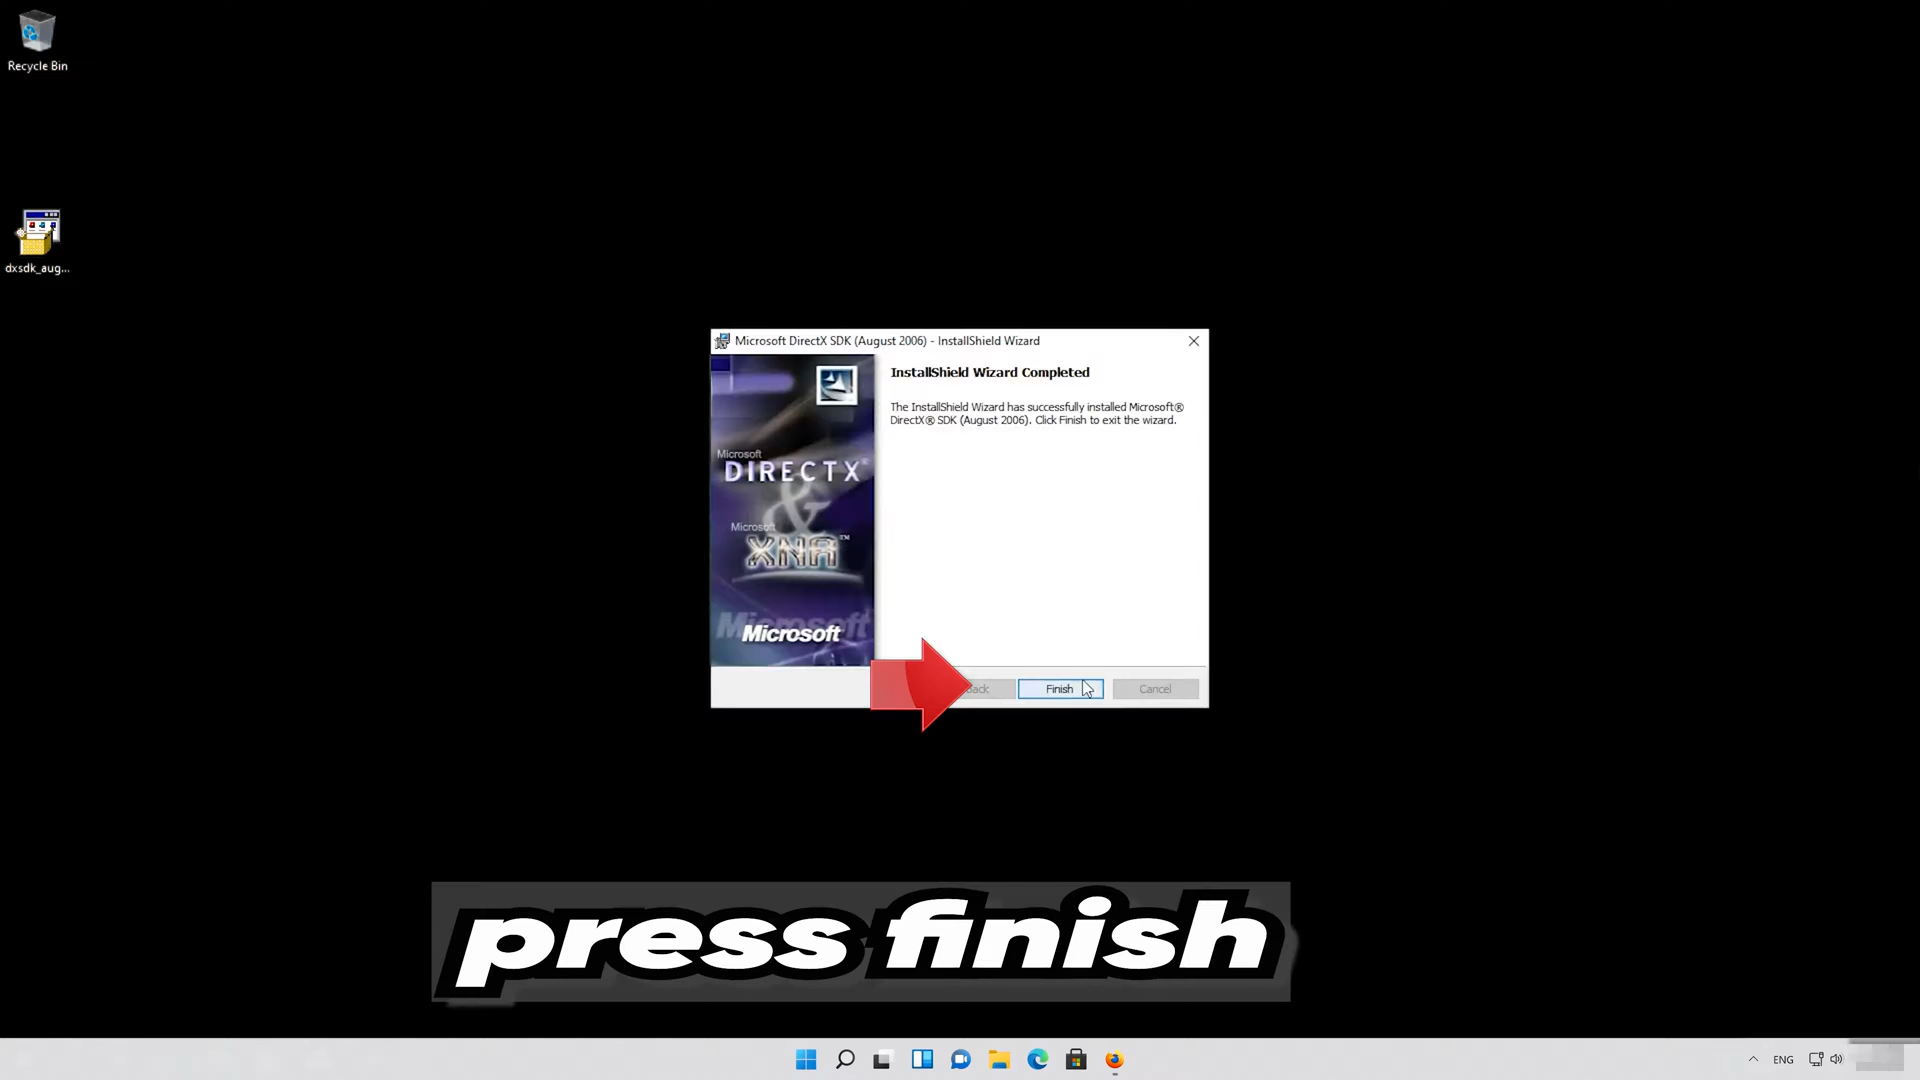 Recycle Bin
dxsdk_aug...
Microsoft DirectX SDK (August 2006) - InstallShield Wizard
InstallShield Wizard Completed
The InstallShield Wizard has successfully installed Microsoft®
DirectX® SDK (August 2006). Click Finish to exit the wizard.
Microsoft
DIRECTX®
&
Microsoft
XNA™
Microsoft
Microsoft
Finish
Cancel
press finish
ENG